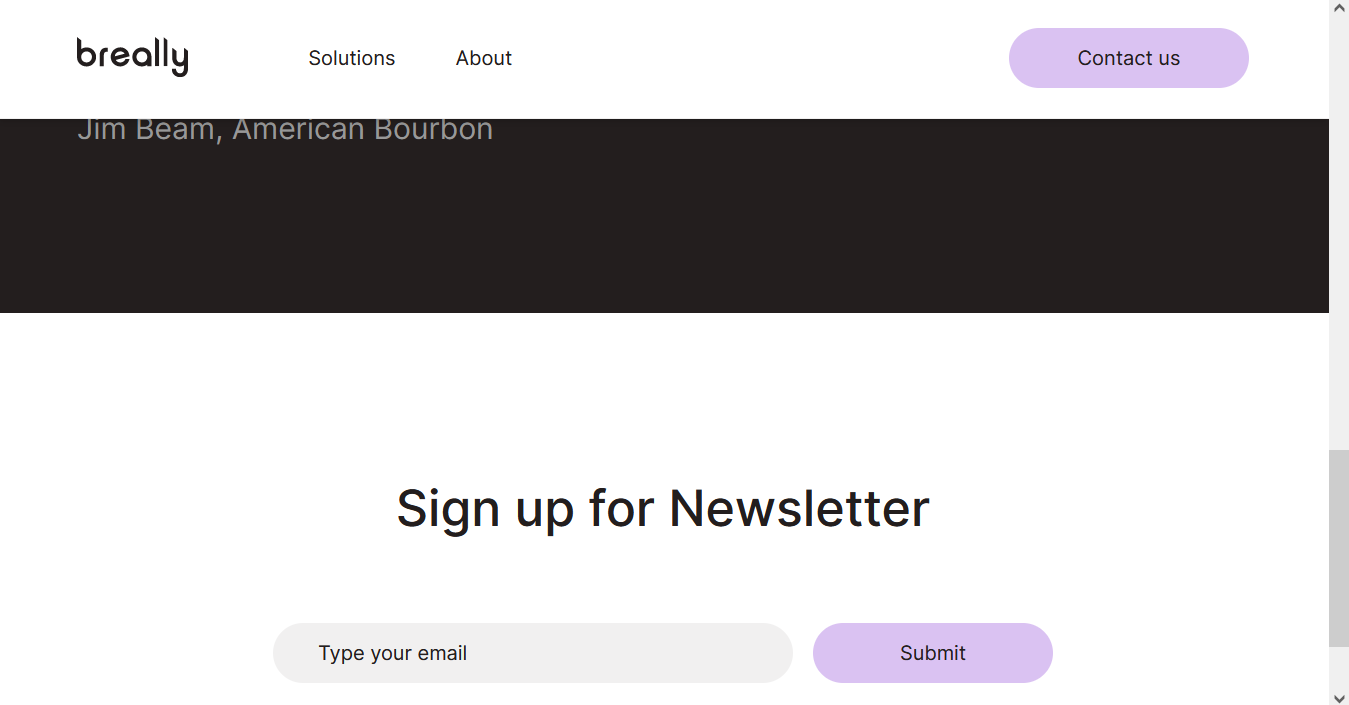 breally
Solutions
About
Contact us
Jim Beam, American Bourbon
Sign up for Newsletter
Type your email
Submit